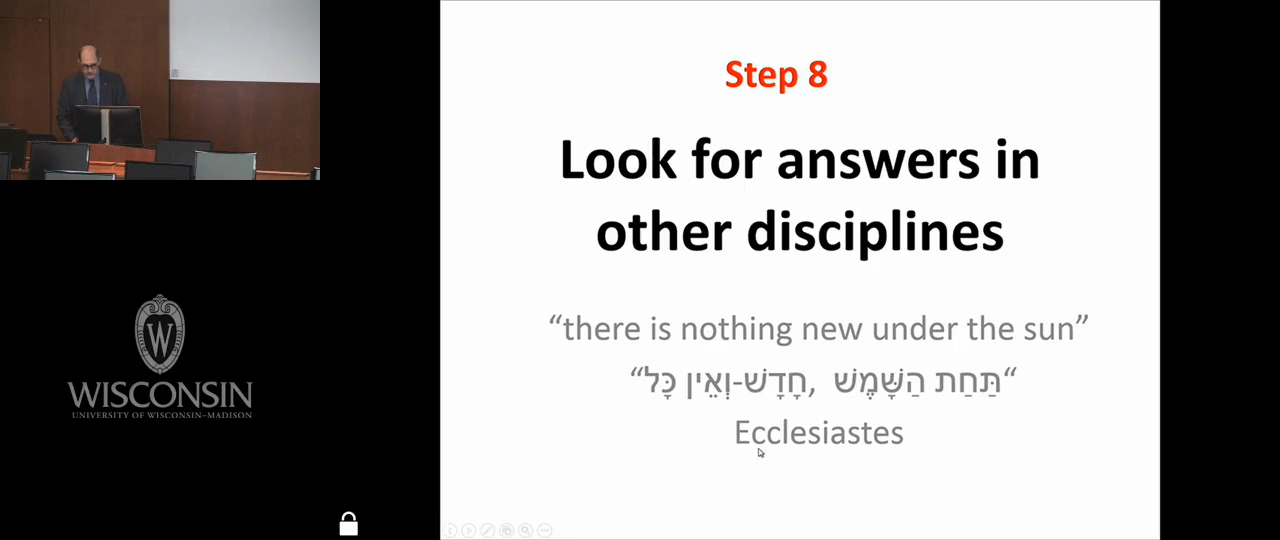 Step 8
Look for answers in
other disciplines
“there is nothing new under the sun”
“תַּחַת הַשָּׁמֶשׁ ,חָדָשׁ-וְאֵין כָּל“
Ecclesiastes
W
WISCONSIN
UNIVERSITY OF WISCONSIN–MADISON